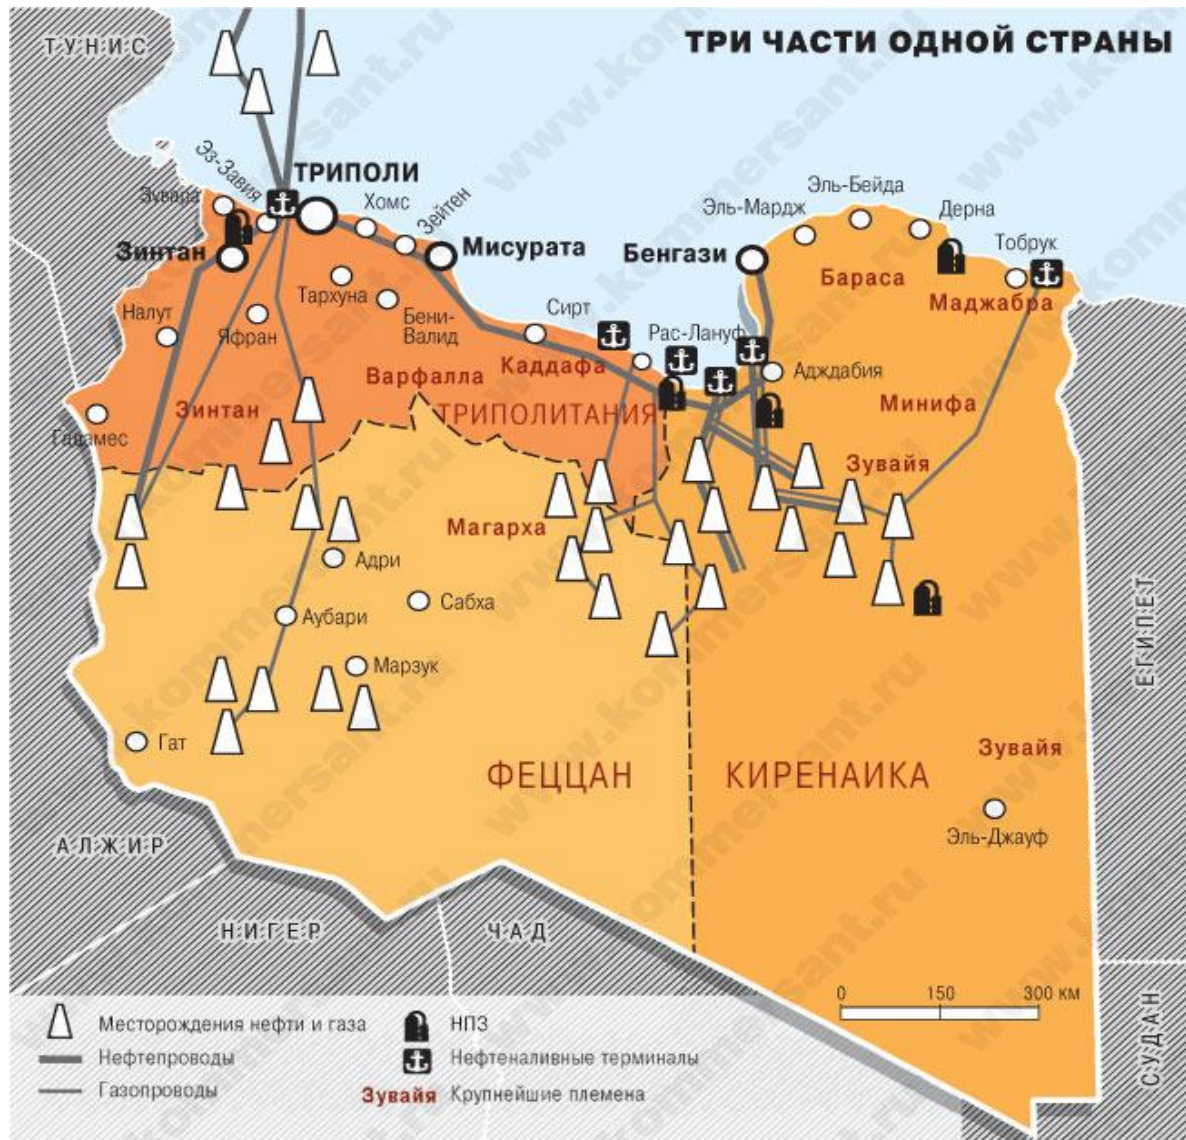 ТУНИС
ТРИ ЧАСТИ ОДНОЙ СТРАНЫ
Эз-Завия
ТРИПОЛИ
Зувара
Хомс
Зейтен
Эль-Бейда
Эль-Мардж
Дерна
Зинтан
Мисурата
Бенгази
Тобрук
Бараса
Маджабра
Тархуна
Налут
Яфран
Бени-
Валид
Сирт
Рас-Лануф
Каддафа
Варфалла
Адждабия
Зинтан
ТРИПОЛИТАНИЯ
Минифа
Гадамес
Зувайя
Магарха
Адри
Сабха
Аубари
Марзук
ЕГИПЕТ
Гат
ФЕЦЦАН
КИРЕНАИКА
Зувайя
Эль-Джауф
АЛЖИР
НИГЕР
ЧАД
СУДАН
0 150 300 КМ
Месторождения нефти и газа
НПЗ
Нефтепроводы
Нефтеналивные терминалы
Газопроводы
Зувайя Крупнейшие племена
www.kommersant.ru